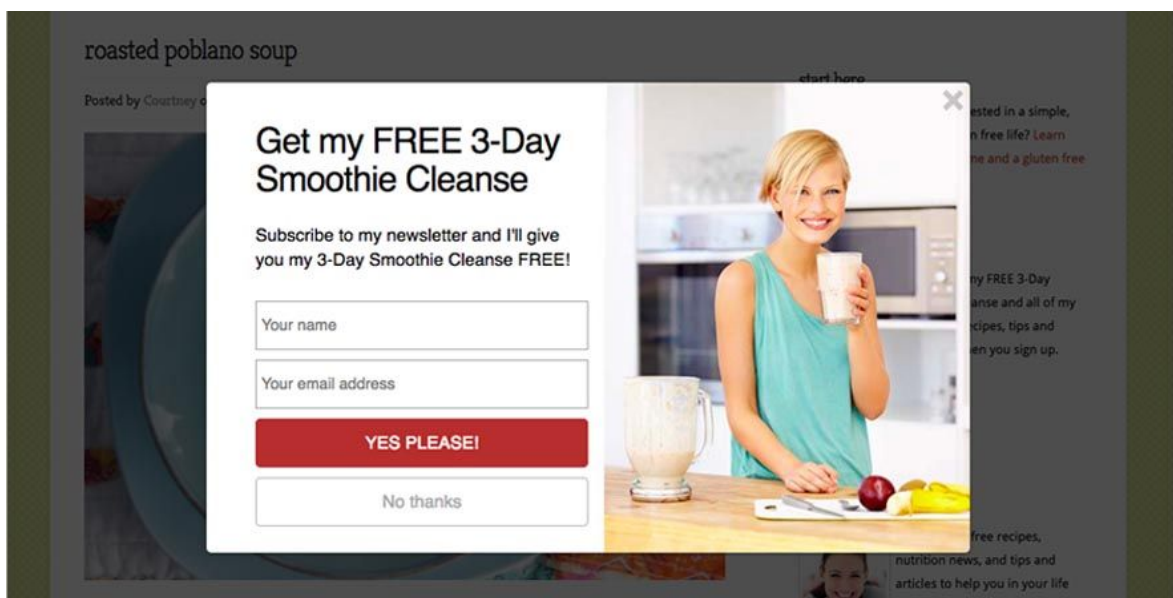 roasted poblano soup
Posted by Courtney o
start here
ested in a simple,
n free life? Learn
me and a gluten free
Get my FREE 3-Day
Smoothie Cleanse
Subscribe to my newsletter and I'll give
you my 3-Day Smoothie Cleanse FREE!
Your name
Your email address
YES PLEASE!
No thanks
my FREE 3-Day
anse and all of my
ecipes, tips and
en you sign up.
free recipes,
nutrition news, and tips and
articles to help you in your life